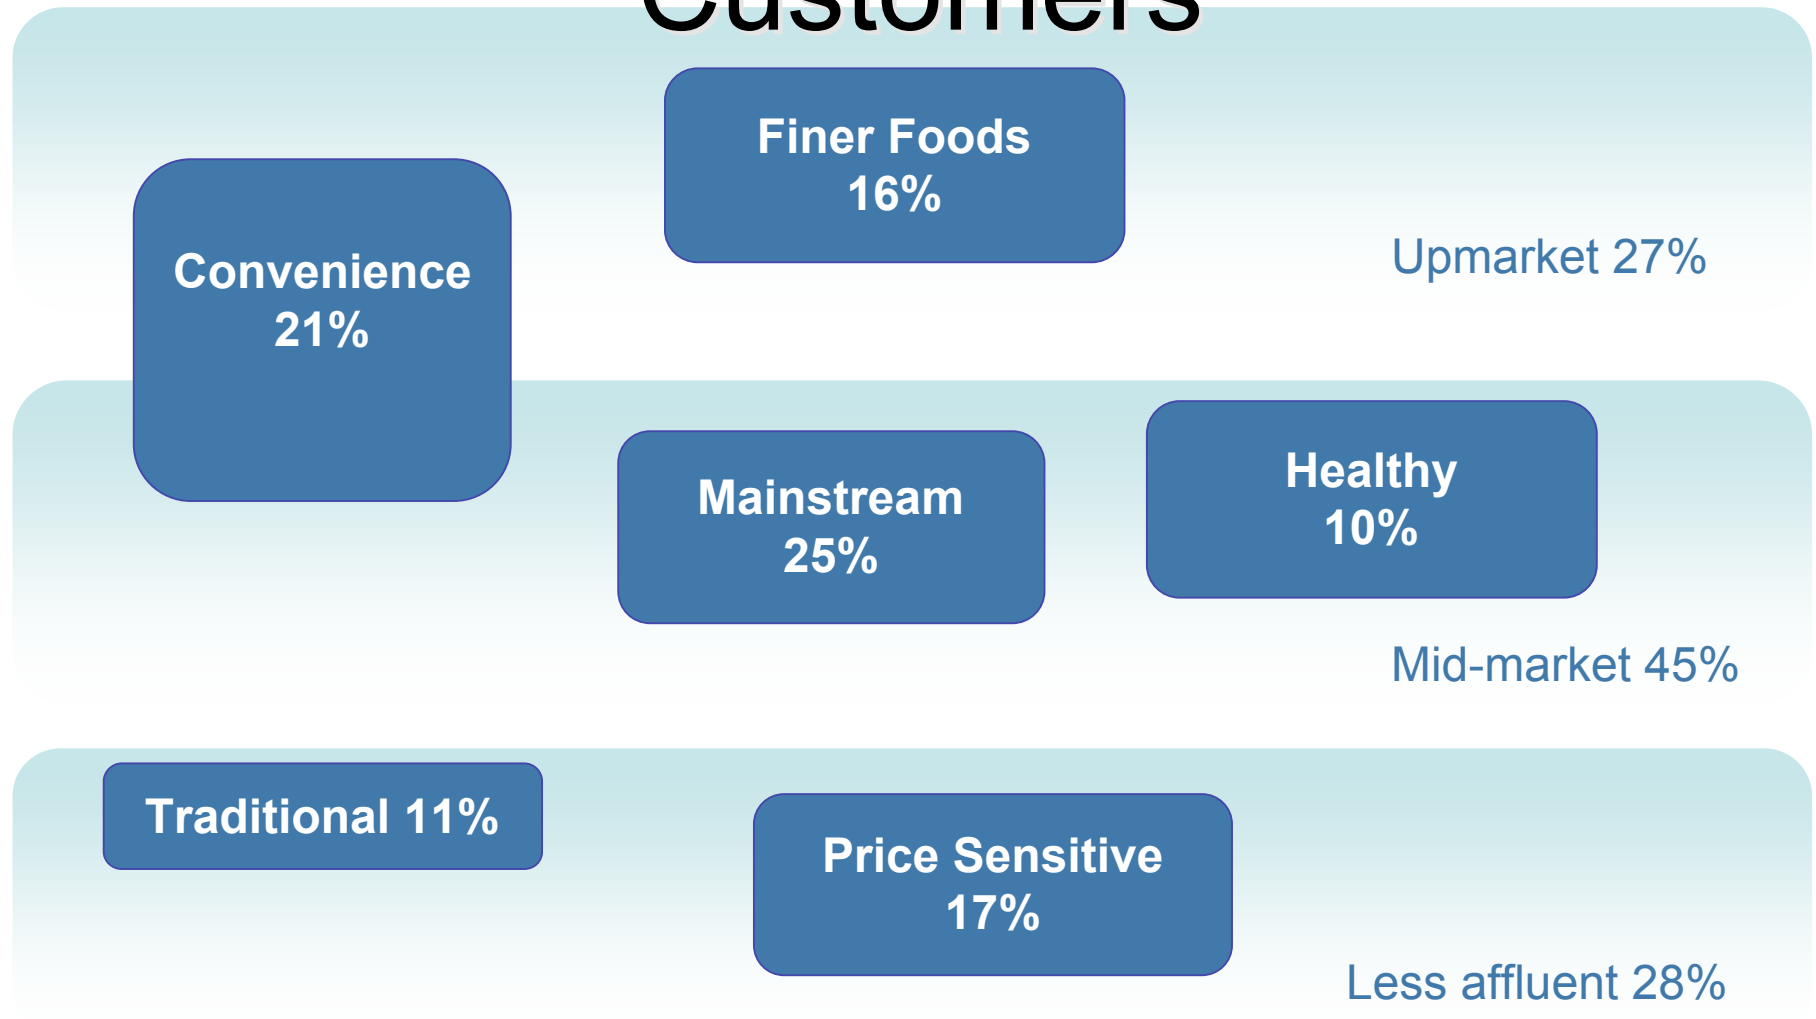 Customers
Finer Foods
16%
Convenience
21%
Upmarket 27%
Mainstream
25%
Healthy
10%
Mid-market 45%
Traditional 11%
Price Sensitive
17%
Less affluent 28%